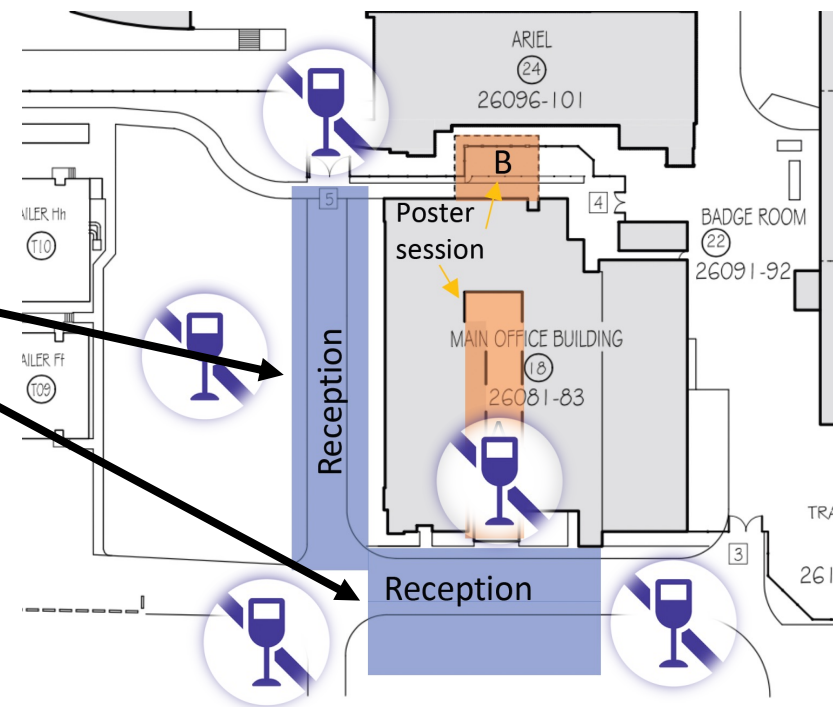 ARIEL
24
26096-101
B
5
4
Poster
session
BADGE ROOM
22
26091-92
AILER Hh
T10
MAIN OFFICE BUILDING
18
26081-83
AILER Ff
T09
Reception
3
TRA
261
Reception